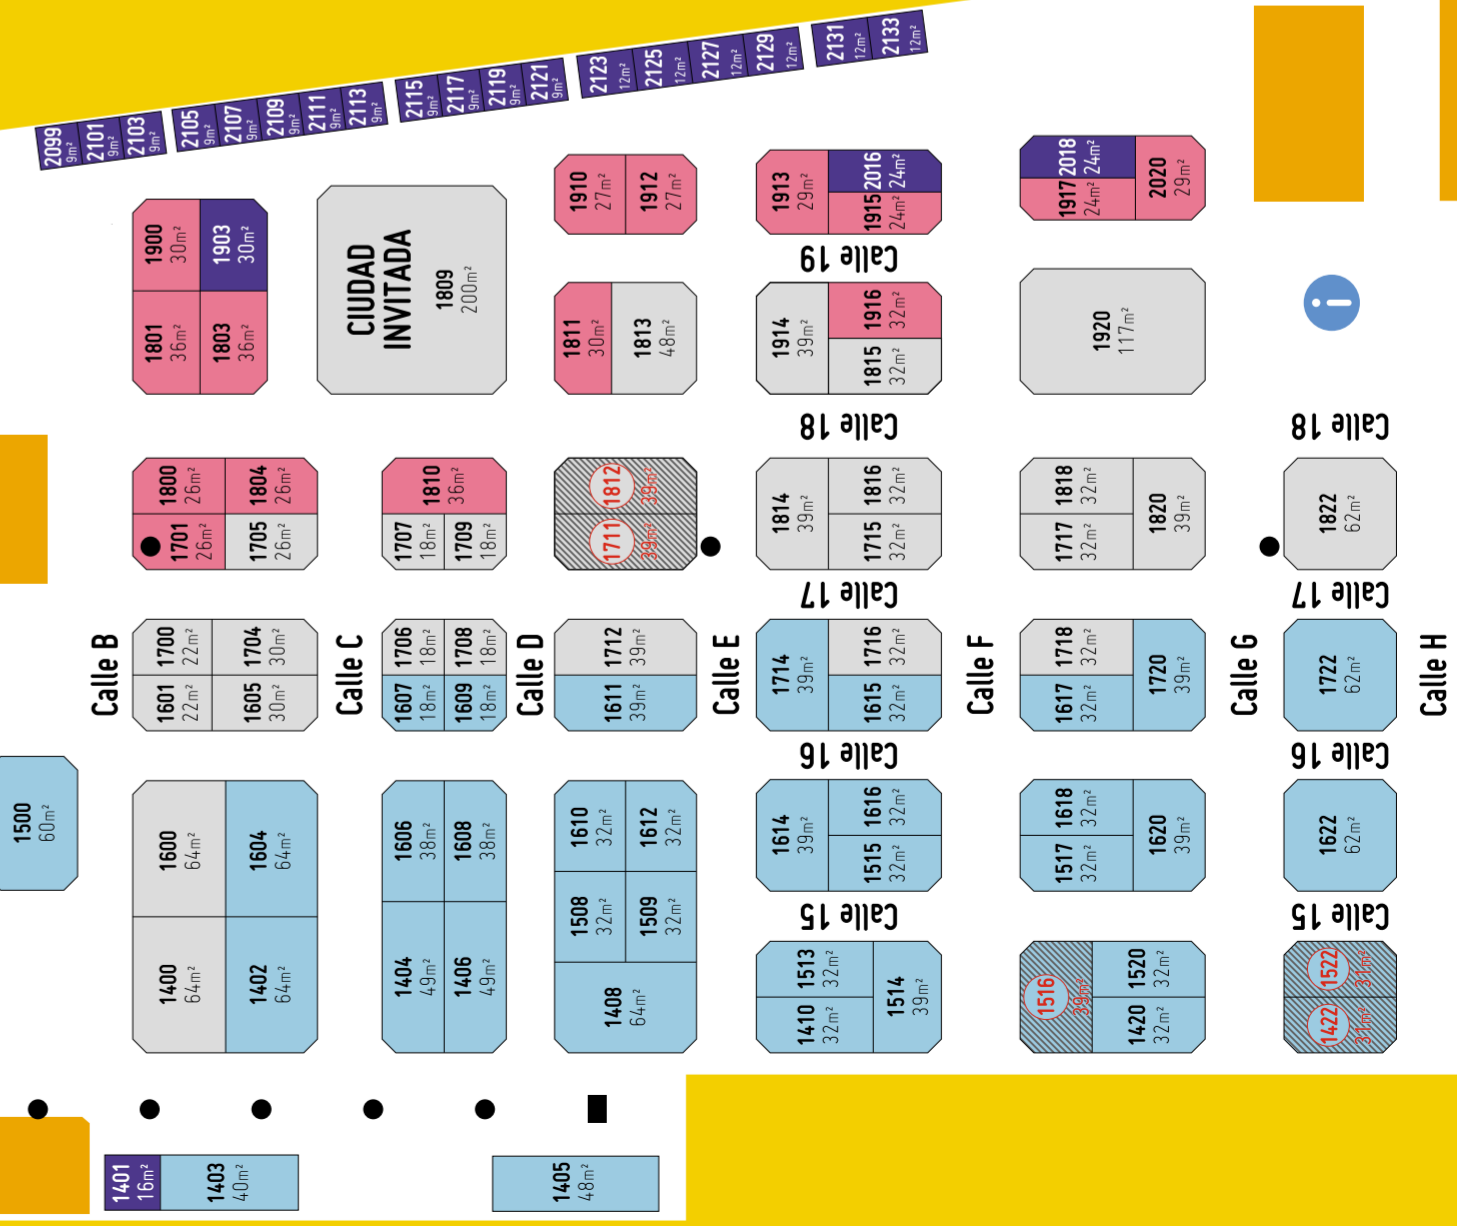 2099
9m²
2101
9m²
2103
9m²
2105
9m²
2107
9m²
2109
9m²
2111
9m²
2113
9m²
2115
9m²
2117
9m²
2119
9m²
2121
9m²
2123
12m²
2125
12m²
2127
12m²
2129
12m²
2131
12m²
2133
12m²
1900
30m²
1903
30m²
1801
36m²
1803
36m²
CIUDAD
INVITADA
1809
200m²
1910
27m²
1912
27m²
1811
30m²
1813
48m²
1913
29m²
2016
24m²
1915
24m²
Calle 19
1914
39m²
1916
32m²
1815
32m²
2018
24m²
1917
24m²
2020
29m²
1920
117m²
i
Calle 18
Calle 18
1800
26m²
1804
26m²
1701
26m²
1705
26m²
1810
36m²
1707
18m²
1709
18m²
1812
39m²
1711
39m²
1814
39m²
1816
32m²
1715
32m²
1818
32m²
1717
32m²
1820
39m²
1822
62m²
Calle 17
Calle 17
Calle B
1700
22m²
1704
30m²
1601
22m²
1605
30m²
Calle C
1706
18m²
1708
18m²
1607
18m²
1609
18m²
Calle D
1712
39m²
1611
39m²
Calle E
1714
39m²
1716
32m²
1615
32m²
Calle F
1718
32m²
1617
32m²
1720
39m²
Calle G
1722
62m²
Calle H
Calle 16
Calle 16
1500
60m²
1600
64m²
1604
64m²
1400
64m²
1402
64m²
1606
38m²
1608
38m²
1404
49m²
1406
49m²
1610
32m²
1612
32m²
1508
32m²
1509
32m²
1408
64m²
1614
39m²
1616
32m²
1515
32m²
1618
32m²
1517
32m²
1620
39m²
1622
62m²
Calle 15
Calle 15
1513
32m²
1410
32m²
1514
39m²
1516
39m²
1520
32m²
1420
32m²
1522
31m²
1422
31m²
1401
16m²
1403
40m²
1405
48m²